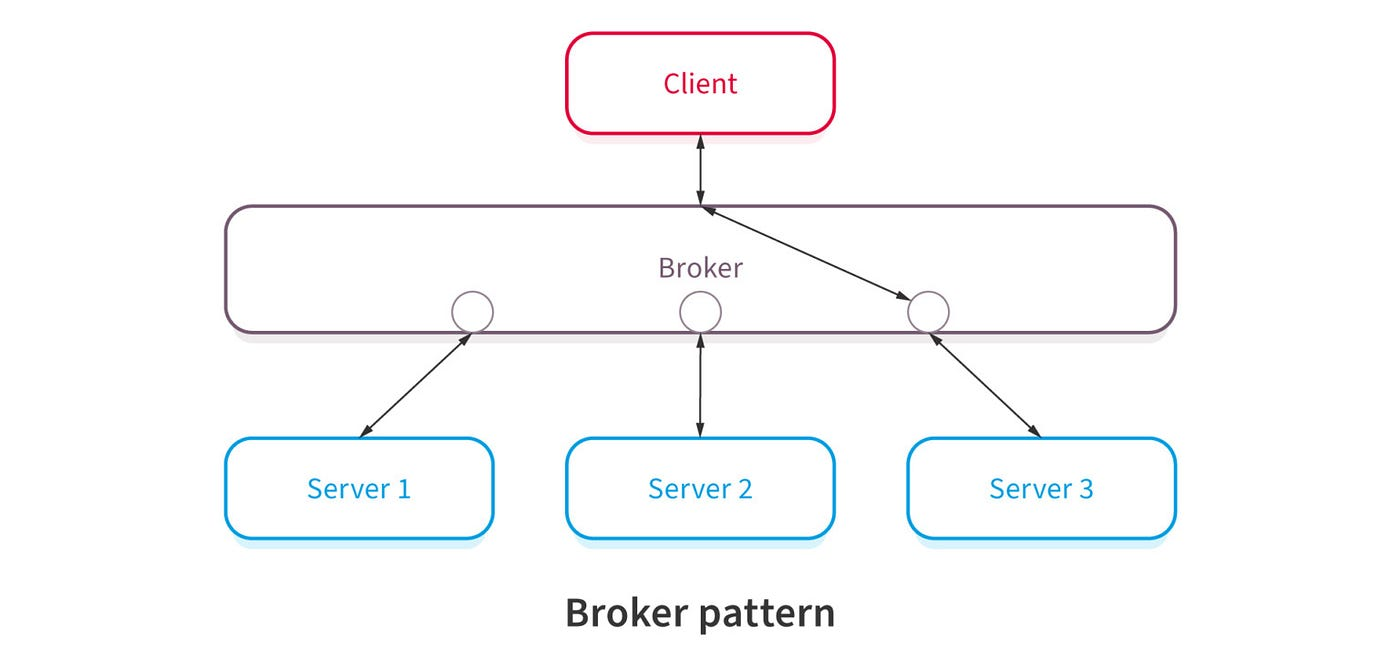 Client
Broker
Server 1
Server 2
Server 3
Broker pattern